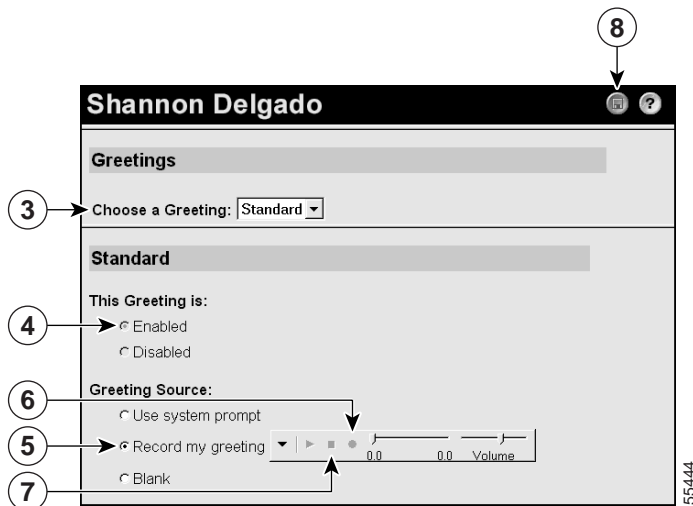 8
Shannon Delgado
?
Greetings
3
Choose a Greeting: Standard
Standard
This Greeting is:
4
Enabled
Disabled
Greeting Source:
6
Use system prompt
5
Record my greeting
0.0 0.0 Volume
Blank
7
55444